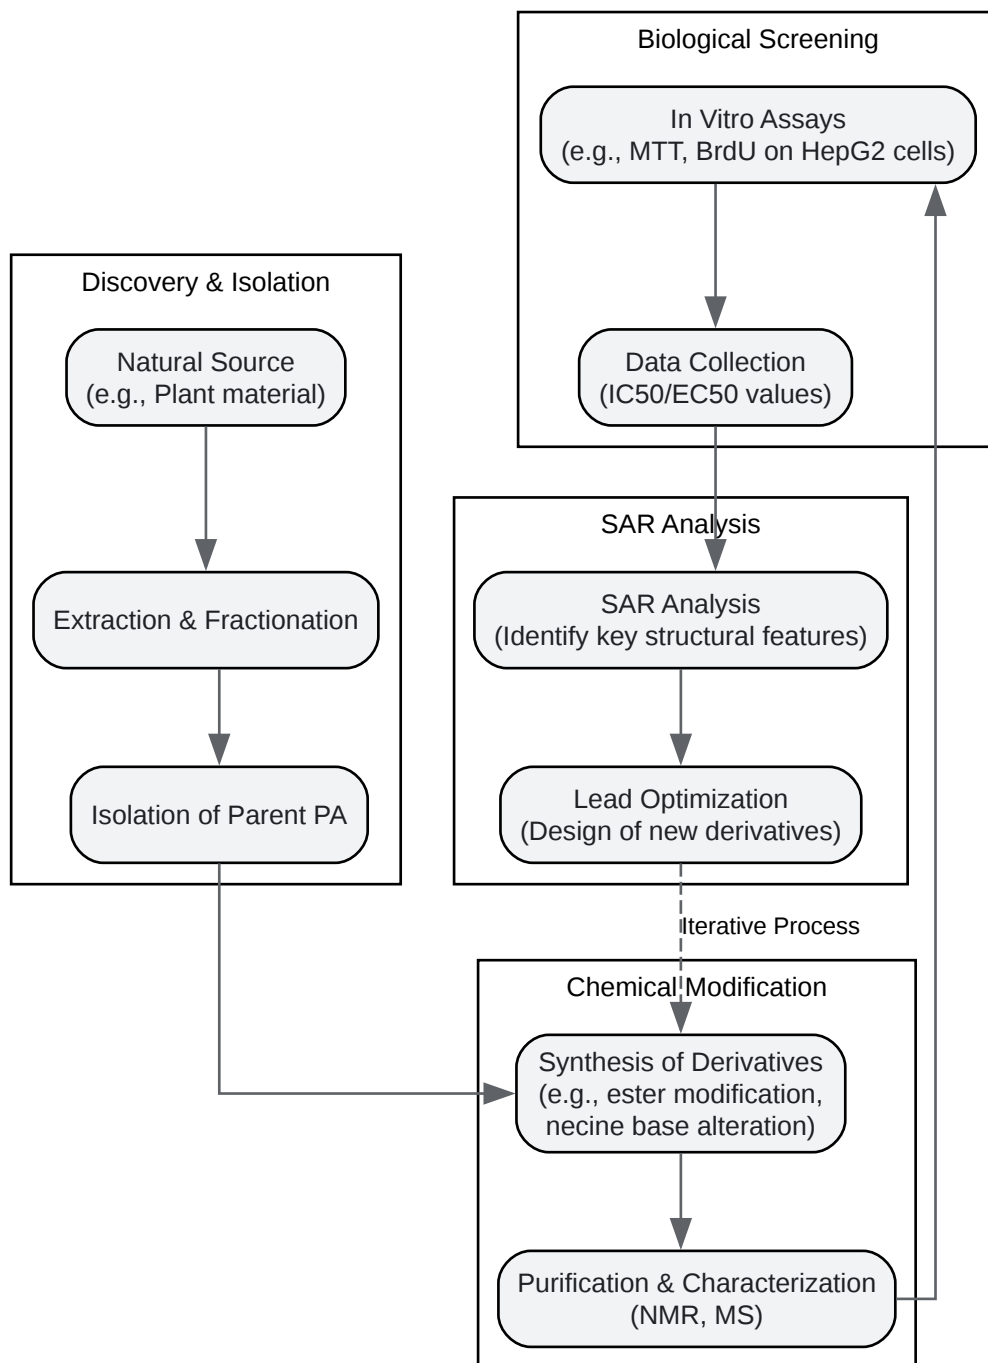 Biological Screening
In Vitro Assays
(e.g., MTT, BrdU on HepG2 cells)
Data Collection
(IC50/EC50 values)
Discovery & Isolation
Natural Source
(e.g., Plant material)
Extraction & Fractionation
Isolation of Parent PA
SAR Analysis
SAR Analysis
(Identify key structural features)
Lead Optimization
(Design of new derivatives)
Iterative Process
Chemical Modification
Synthesis of Derivatives
(e.g., ester modification,
necine base alteration)
Purification & Characterization
(NMR, MS)